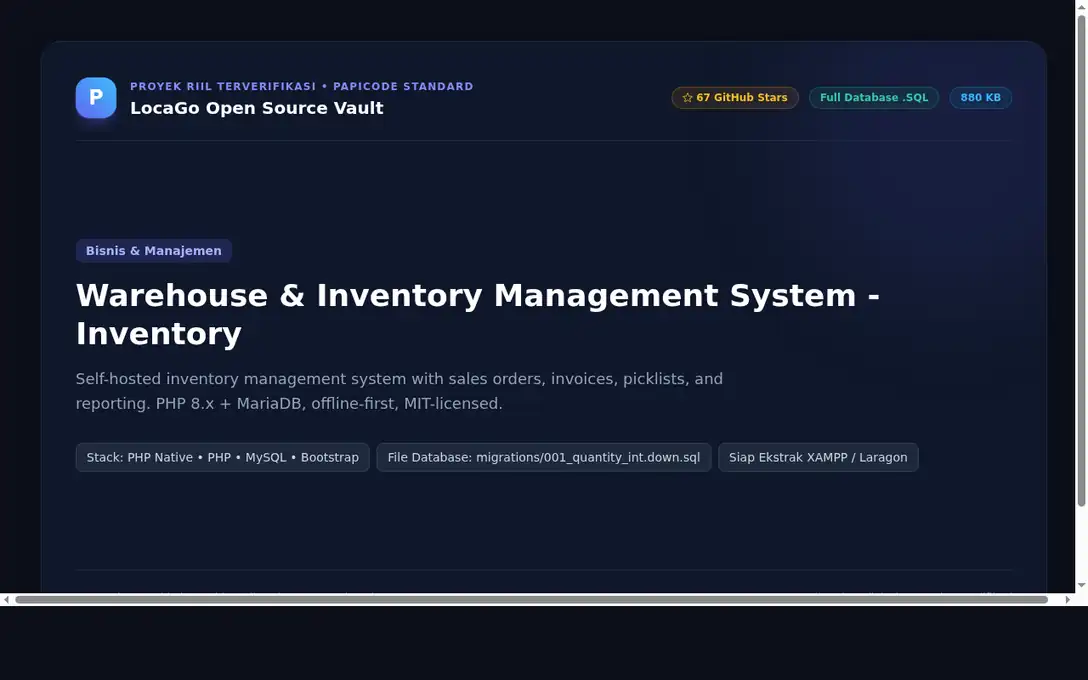 P
PROYEK RIIL TERVERIFIKASI • PAPICODE STANDARD
LocaGo Open Source Vault
☆ 67 GitHub Stars
Full Database .SQL
880 KB
Bisnis & Manajemen
Warehouse & Inventory Management System -
Inventory
Self-hosted inventory management system with sales orders, invoices, picklists, and
reporting. PHP 8.x + MariaDB, offline-first, MIT-licensed.
Stack: PHP Native • PHP • MySQL • Bootstrap
File Database: migrations/001_quantity_int.down.sql
Siap Ekstrak XAMPP / Laragon